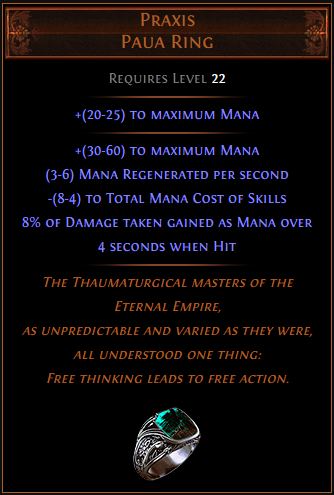 Praxis
Paua Ring
Requires Level 22
+(20-25) to maximum Mana
+(30-60) to maximum Mana
(3-6) Mana Regenerated per second
-(8-4) to Total Mana Cost of Skills
8% of Damage taken gained as Mana over
4 seconds when Hit
The Thaumaturgical masters of the
Eternal Empire,
as unpredictable and varied as they were,
all understood one thing:
Free thinking leads to free action.